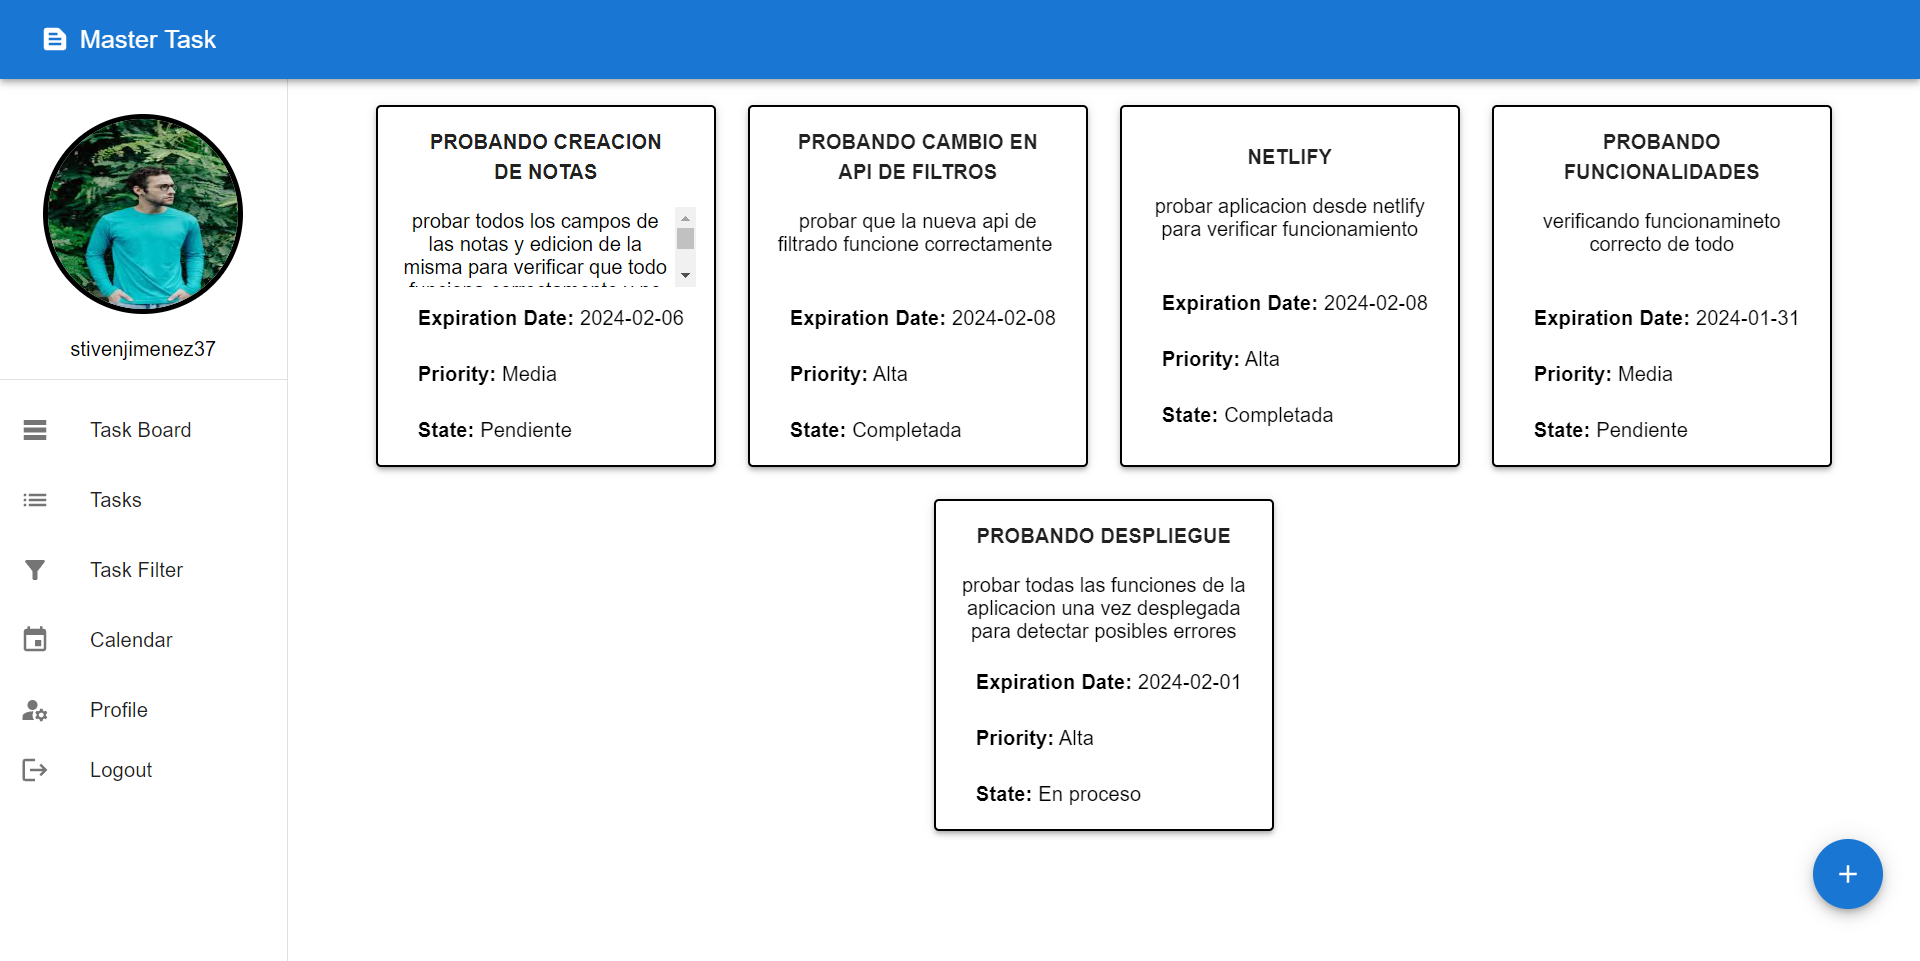 Master Task
stivenjimenez37
Task Board
Tasks
Task Filter
Calendar
Profile
Logout
PROBANDO CREACION
DE NOTAS
probar todos los campos de
las notas y edicion de la
misma para verificar que todo
funciona correctamente y no
Expiration Date: 2024-02-06
Priority: Media
State: Pendiente
PROBANDO CAMBIO EN
API DE FILTROS
probar que la nueva api de
filtrado funcione correctamente
Expiration Date: 2024-02-08
Priority: Alta
State: Completada
NETLIFY
probar aplicacion desde netlify
para verificar funcionamiento
Expiration Date: 2024-02-08
Priority: Alta
State: Completada
PROBANDO
FUNCIONALIDADES
verificando funcionamineto
correcto de todo
Expiration Date: 2024-01-31
Priority: Media
State: Pendiente
PROBANDO DESPLIEGUE
probar todas las funciones de la
aplicacion una vez desplegada
para detectar posibles errores
Expiration Date: 2024-02-01
Priority: Alta
State: En proceso